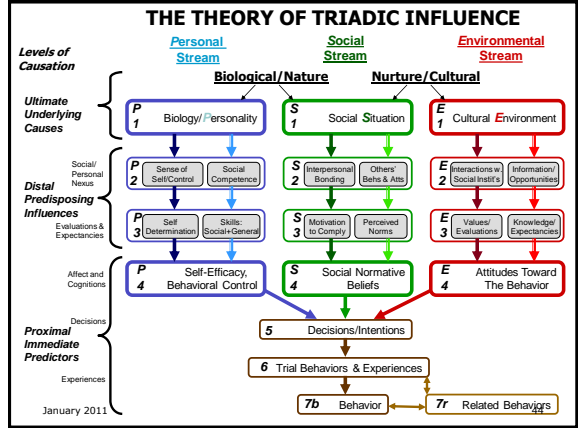 THE THEORY OF TRIADIC INFLUENCE
Levels of
Causation
Personal
Stream
Social
Stream
Environmental
Stream
Biological/Nature
Nurture/Cultural
Ultimate
Underlying
Causes
P
1
Biology/Personality
S
1
Social Situation
E
1
Cultural Environment
Social/
Personal
Nexus
Distal
Predisposing
Influences
Evaluations &
Expectancies
P
2
Sense of
Self/Control
Social
Competence
S
2
Interpersonal
Bonding
Others'
Behs & Atts
E
2
Interactions w.
Social Instit's
Information/
Opportunities
P
3
Self
Determination
Skills:
Social+General
S
3
Motivation
to Comply
Perceived
Norms
E
3
Values/
Evaluations
Knowledge/
Expectancies
Affect and
Cognitions
P
4
Self-Efficacy,
Behavioral Control
S
4
Social Normative
Beliefs
E
4
Attitudes Toward
The Behavior
Decisions
Proximal
Immediate
Predictors
Experiences
5
Decisions/Intentions
6
Trial Behaviors & Experiences
7b
Behavior
7r
Related Behaviors
January 2011
44